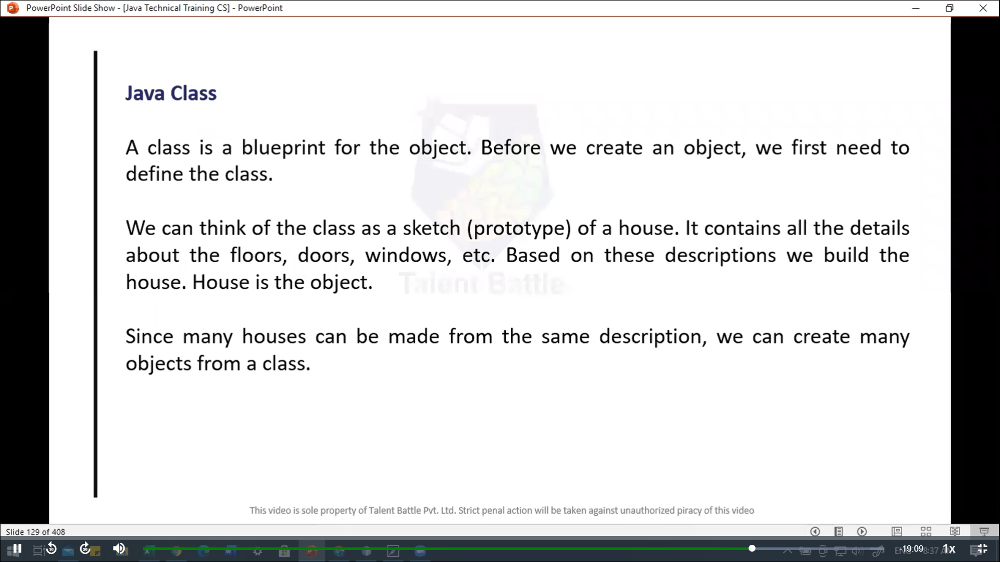 PowerPoint Slide Show - [Java Technical Training CS] - PowerPoint
Java Class
A class is a blueprint for the object. Before we create an object, we first need to
define the class.
We can think of the class as a sketch (prototype) of a house. It contains all the details
about the floors, doors, windows, etc. Based on these descriptions we build the
house. House is the object.
Talent Battle
Since many houses can be made from the same description, we can create many
objects from a class.
This video is sole property of Talent Battle Pvt. Ltd. Strict penal action will be taken against unauthorized piracy of this video
Slide 129 of 408
10 30 -19:09 8:37 1x